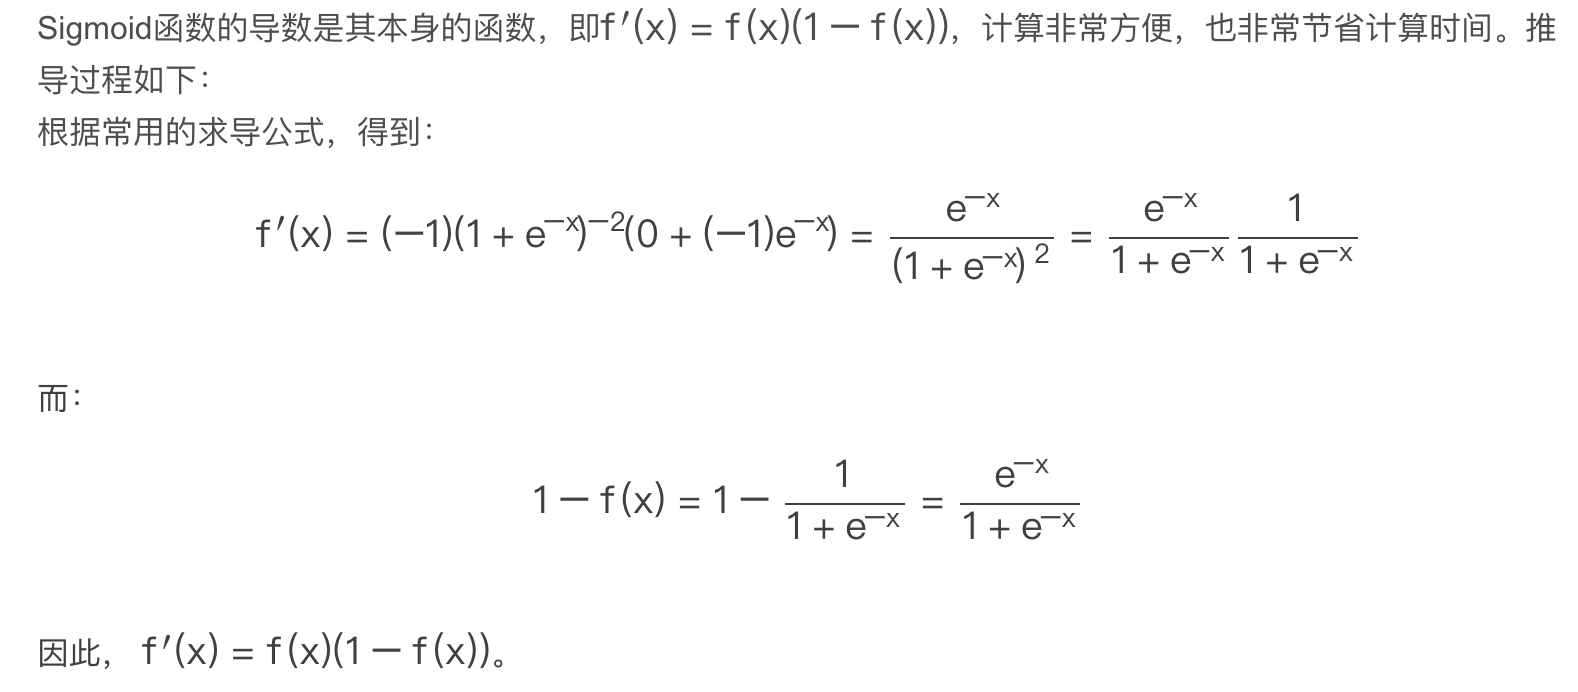 Sigmoid函数的导数是其本身的函数，即f′(x) = f(x)(1 − f(x))，计算非常方便，也非常节省计算时间。推
导过程如下：
根据常用的求导公式，得到：
f′(x) = (−1)(1 + e^{−x})^{−2}(0 + (−1)e^{−x}) = \frac{e^{−x}}{(1 + e^{−x})^2} = \frac{e^{−x}}{1 + e^{−x}} \frac{1}{1 + e^{−x}}
而：
1 − f(x) = 1 − \frac{1}{1 + e^{−x}} = \frac{e^{−x}}{1 + e^{−x}}
因此， f′(x) = f(x)(1 − f(x))。